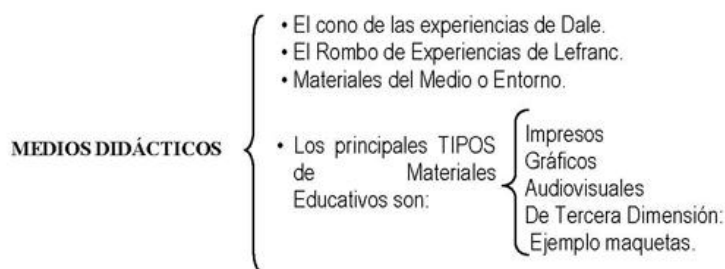 • El cono de las experiencias de Dale.
• El Rombo de Experiencias de Lefranc.
• Materiales del Medio o Entorno.
MEDIOS DIDÁCTICOS
• Los principales TIPOS
de Materiales
Educativos son:
Impresos
Gráficos
Audiovisuales
De Tercera Dimensión:
Ejemplo maquetas.